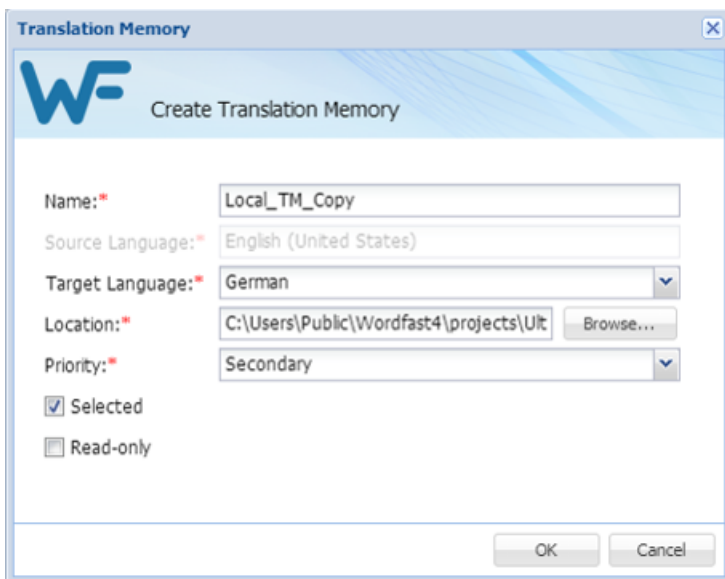 Translation Memory
WF
Create Translation Memory
Name:* Local_TM_Copy
Source Language:* English (United States)
Target Language:* German
Location:* C:\Users\Public\Wordfast4\projects\Ult Browse...
Priority:* Secondary
Selected
Read-only
OK Cancel